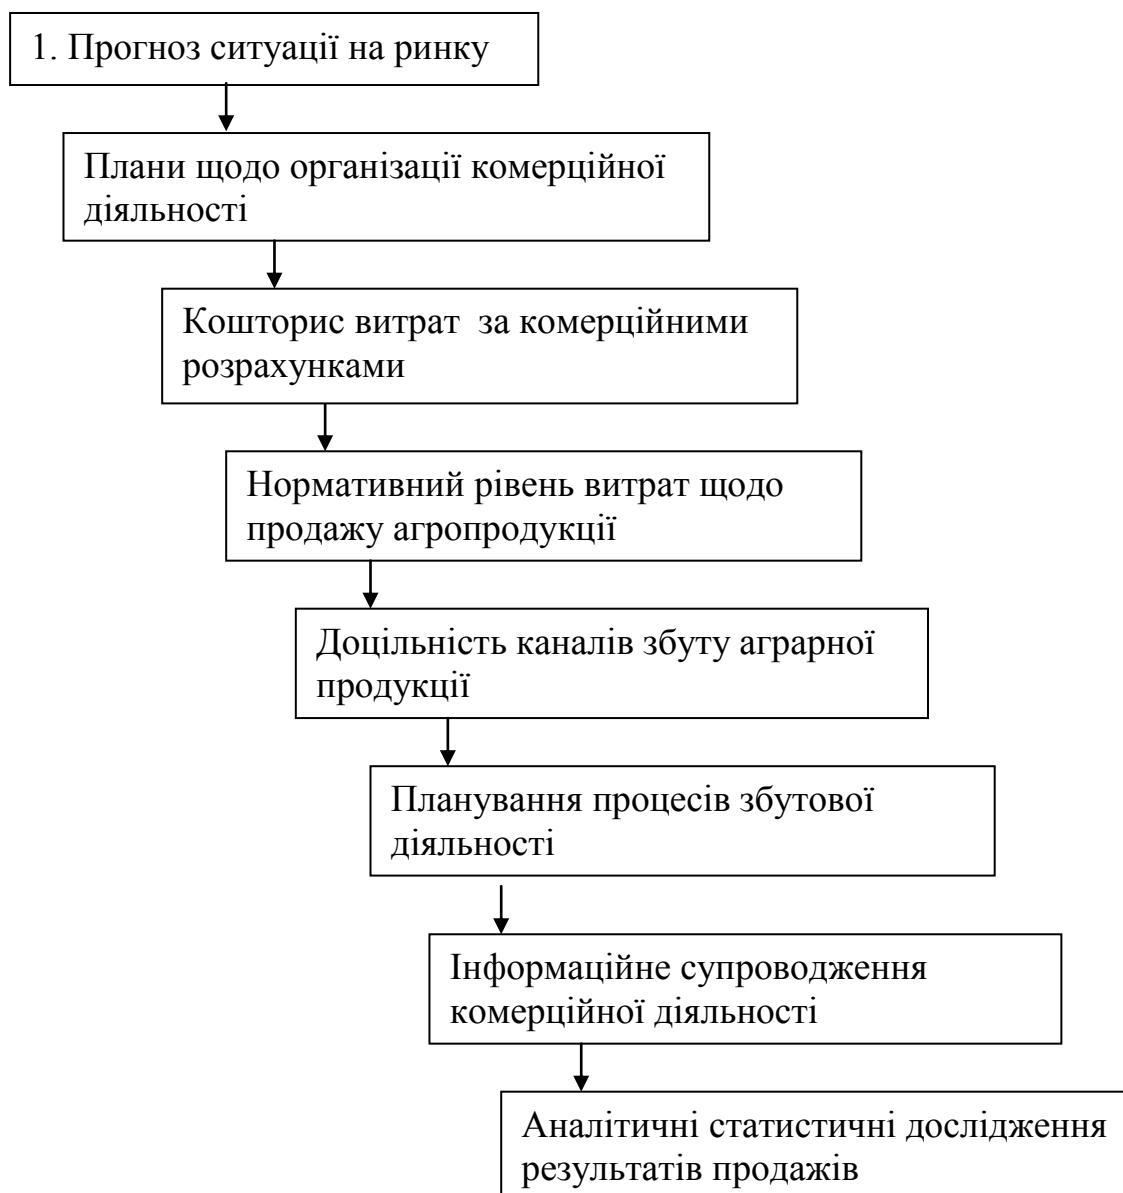 1. Прогноз ситуації на ринку
Плани щодо організації комерційної
діяльності
Кошторис витрат  за комерційними
розрахунками
Нормативний рівень витрат щодо
продажу агропродукції
Доцільність каналів збуту аграрної
продукції
Планування процесів збутової
діяльності
Інформаційне супроводження
комерційної діяльності
Аналітичні статистичні дослідження
результатів продажів